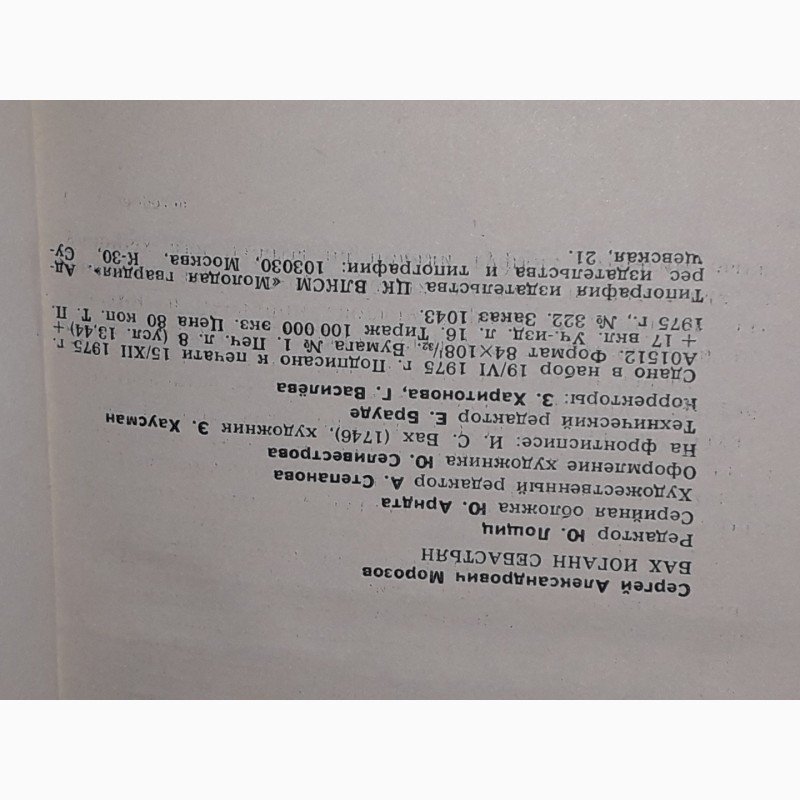 Сергей Александрович Морозов
БАХ ИОГАНН СЕБАСТЬЯН
Редактор Ю. Лощиц
Серийная обложка Ю. Арндта
Художественный редактор А. Степанова
Оформление художника Ю. Селивестрова
На фронтисписе: И. С. Бах (1746), художник Э. Хаусман
Технический редактор Е. Брауде
Корректоры: З. Харитонова, Г. Василёва
Сдано в набор 19/VI 1975 г. Подписано к печати 15/XII 1975 г.
А01512. Формат 84×108¹/₃₂. Бумага № 1. Печ. л. 8 (усл. 13,44)+
+ 17 вкл. Уч.-изд. л. 16. Тираж 100 000 экз. Цена 80 коп. Т. П.
1975 г., № 322. Заказ 1043.
Типография издательства ЦК ВЛКСМ «Молодая гвардия». Ад-
рес издательства и типографии: 103030, Москва, К-30, Су-
щевская, 21.